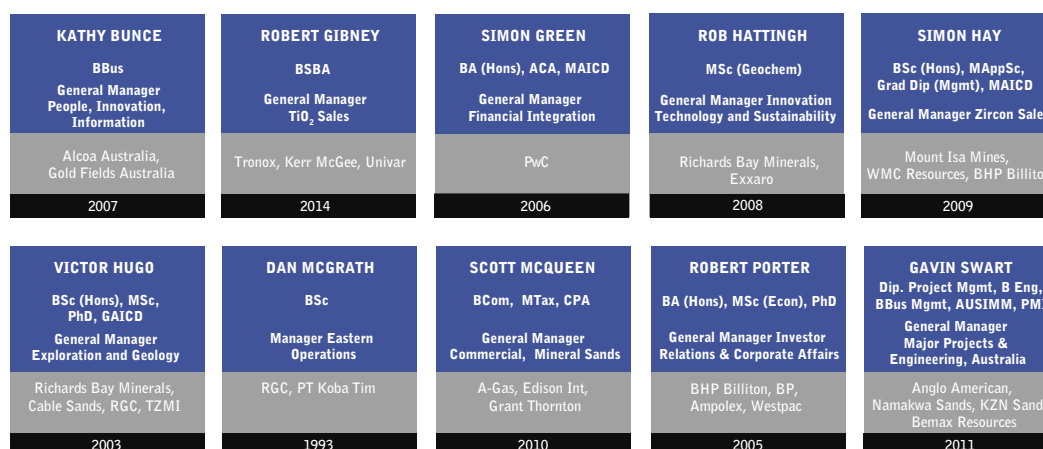 KATHY BUNCE
BBus
General Manager
People, Innovation,
Information
Alcoa Australia,
Gold Fields Australia
2007
ROBERT GIBNEY
BSBA
General Manager
TiO2 Sales
Tronox, Kerr McGee, Univar
2014
SIMON GREEN
BA (Hons), ACA, MAICD
General Manager
Financial Integration
PwC
2006
ROB HATTINGH
MSc (Geochem)
General Manager Innovation
Technology and Sustainability
Richards Bay Minerals,
Exxaro
2008
SIMON HAY
BSc (Hons), MAppSc,
Grad Dip (Mgmt), MAICD
General Manager Zircon Sale
Mount Isa Mines,
WMC Resources, BHP Billito
2009
VICTOR HUGO
BSc (Hons), MSc,
PhD, GAICD
General Manager
Exploration and Geology
Richards Bay Minerals,
Cable Sands, RGC, TZMI
2003
DAN MCGRATH
BSc
Manager Eastern
Operations
RGC, PT Koba Tim
1993
SCOTT MCQUEEN
BCom, MTax, CPA
General Manager
Commercial, Mineral Sands
A-Gas, Edison Int,
Grant Thornton
2010
ROBERT PORTER
BA (Hons), MSc (Econ), PhD
General Manager Investor
Relations & Corporate Affairs
BHP Billiton, BP,
Ampolex, Westpac
2005
GAVIN SWART
Dip. Project Mgmt, B Eng,
BBus Mgmt, AUSIMM, PM
General Manager
Major Projects &
Engineering, Australia
Anglo American,
Namakwa Sands, KZN Sand
Bemax Resources
2011